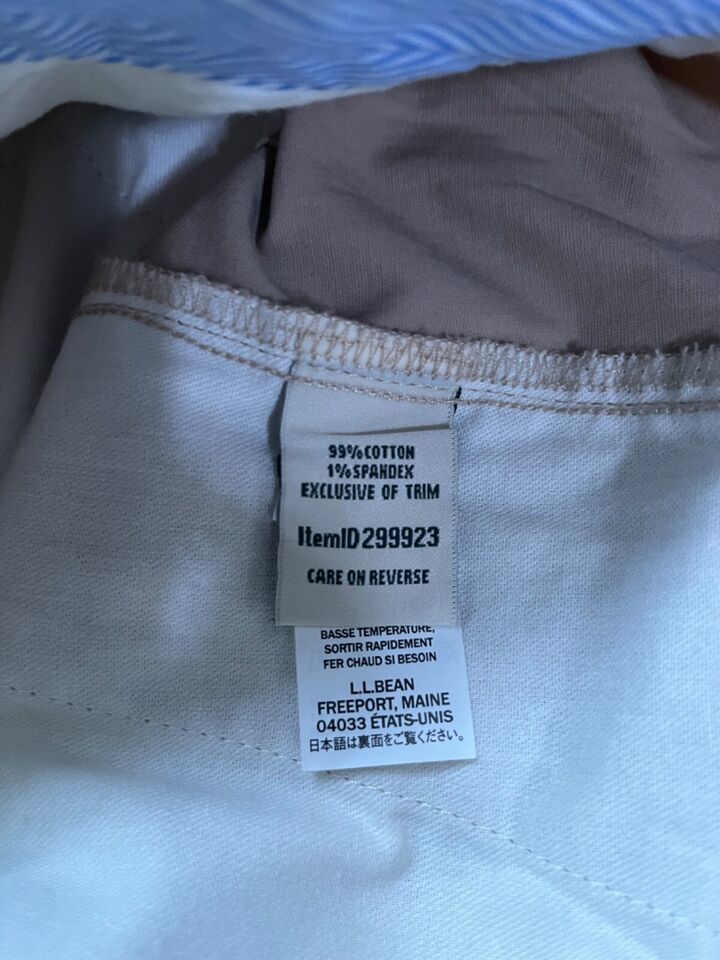 99%COTTON
1%SPANDEX
EXCLUSIVE OF TRIM
ItemID 299923
CARE ON REVERSE
BASSE TEMPERATURE,
SORTIR RAPIDEMENT
FER CHAUD SI BESOIN
L.L.BEAN
FREEPORT, MAINE
04033 ÉTATS-UNIS
日本語は裏面をご覧ください。